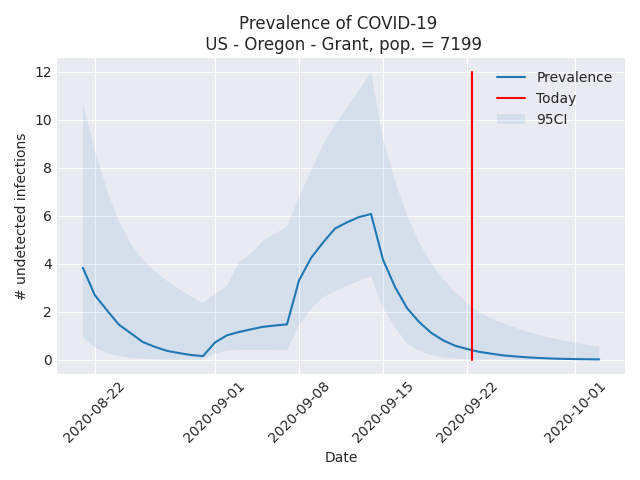 Prevalence of COVID-19
US - Oregon - Grant, pop. = 7199
Prevalence
Today
95CI
# undetected infections
12
10
8
6
4
2
0
2020-08-22
2020-09-01
2020-09-08
2020-09-15
2020-09-22
2020-10-01
Date